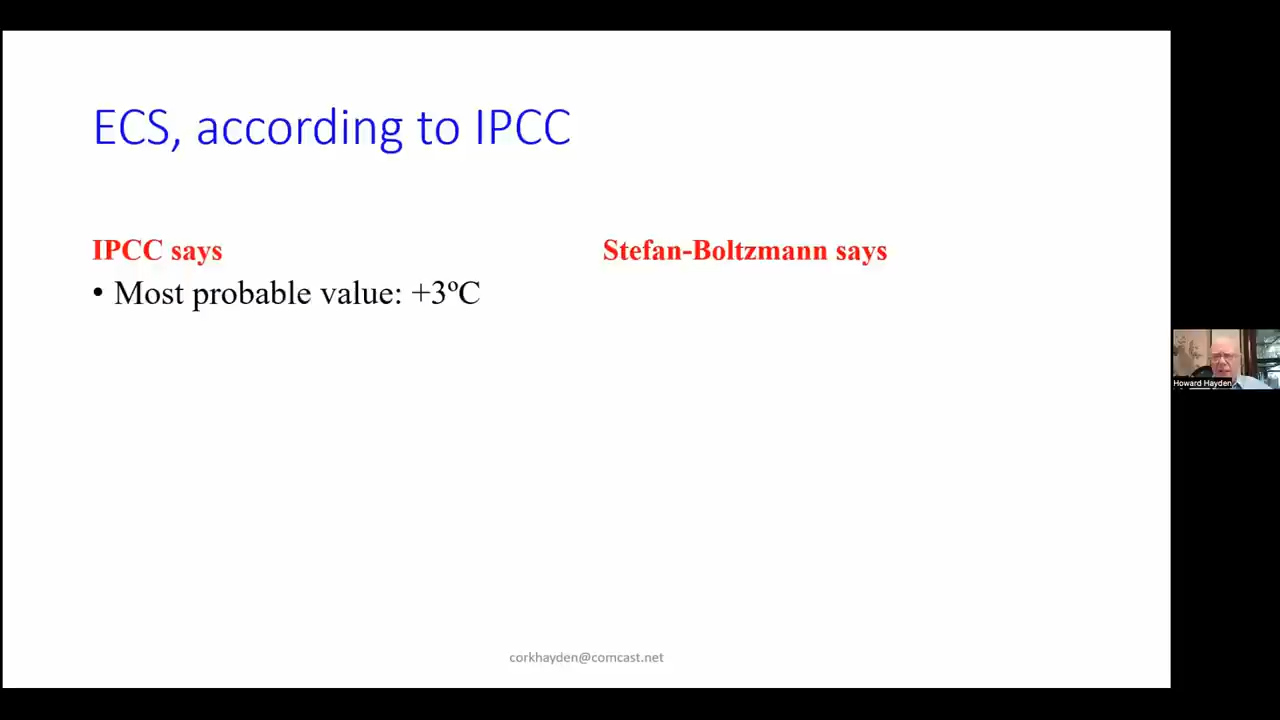 ECS, according to IPCC
IPCC says
Stefan-Boltzmann says
• Most probable value: +3ºC
Howard Hayden
corkhayden@comcast.net